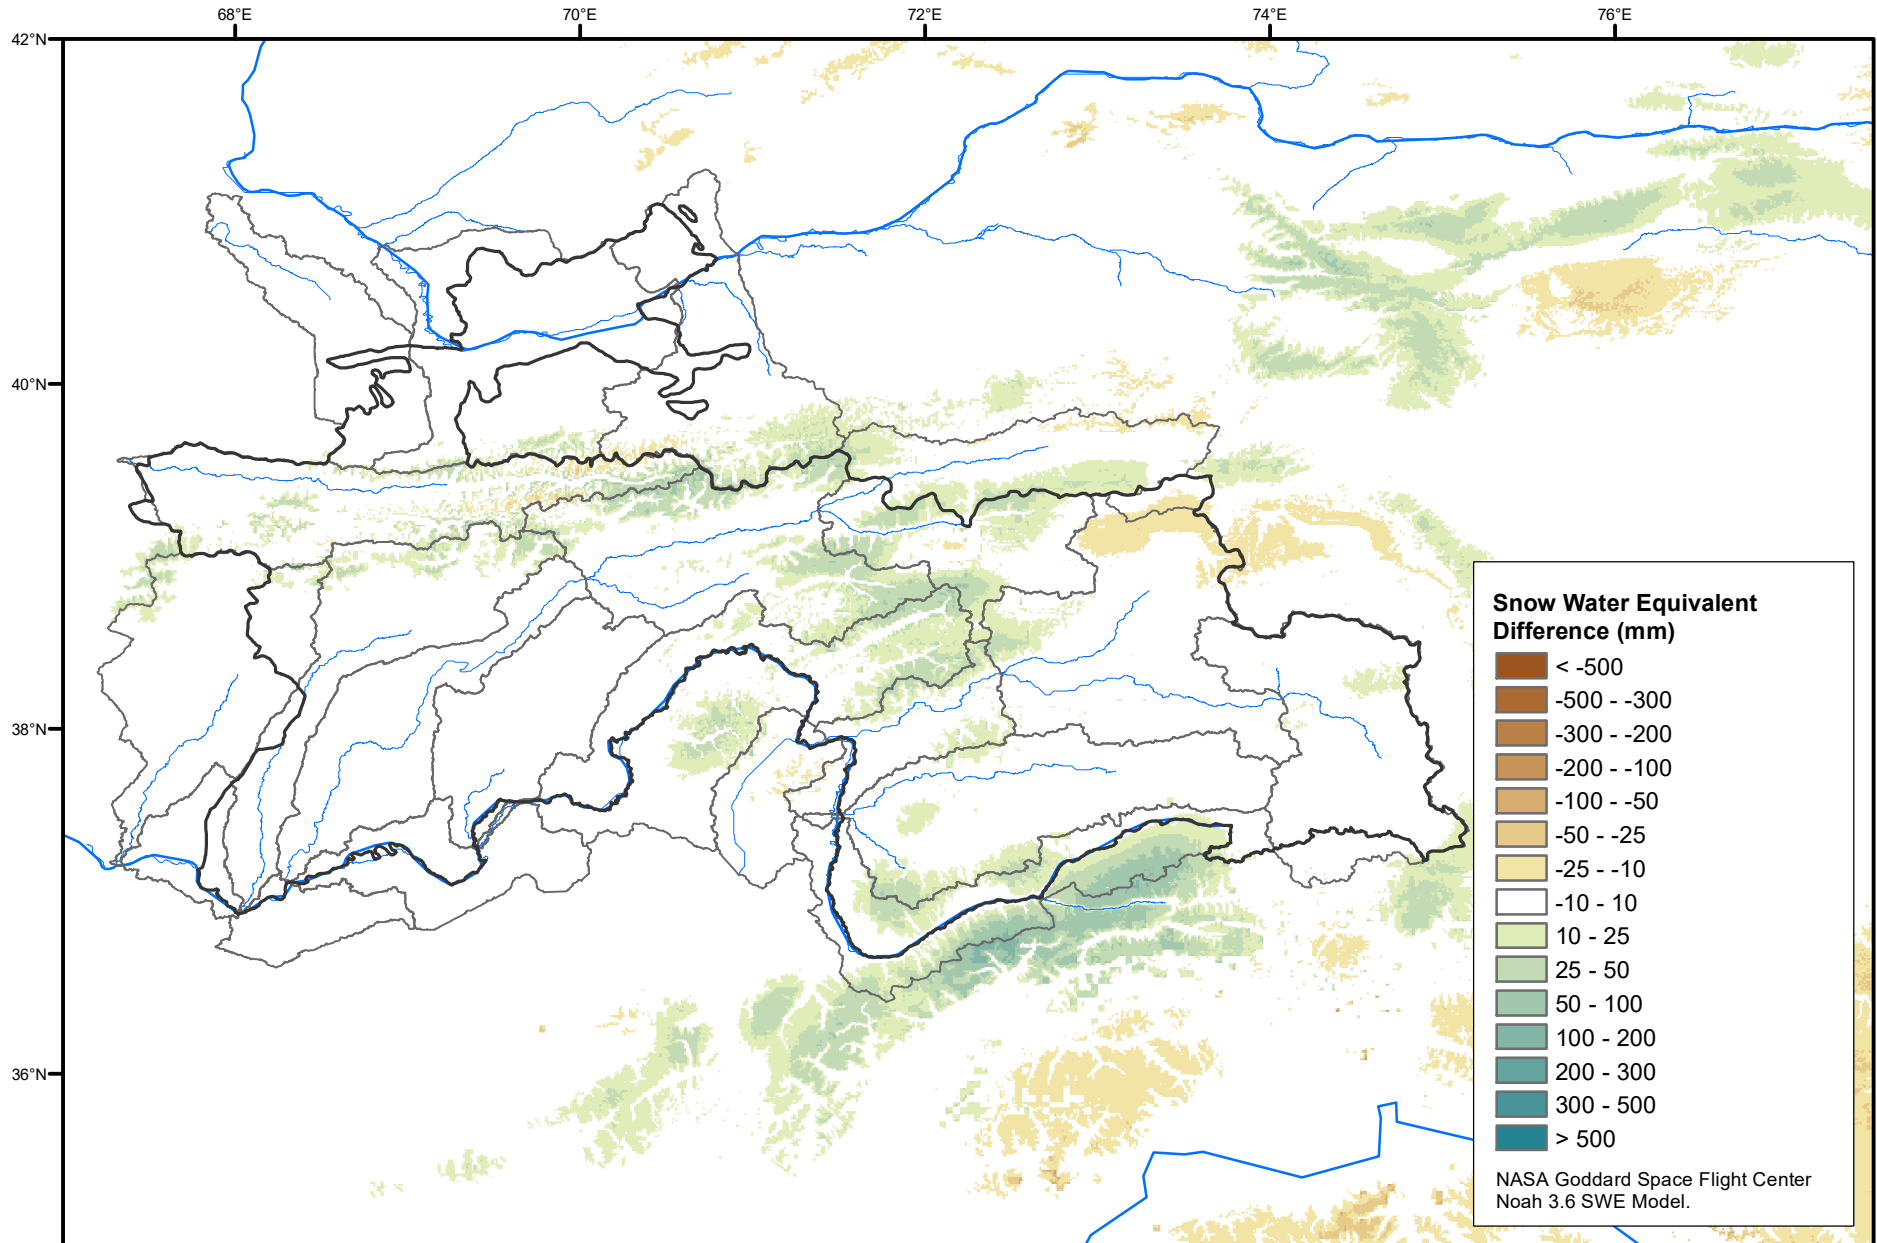 68°E
70°E
72°E
74°E
76°E
42°N
40°N
38°N
36°N
Snow Water Equivalent
Difference (mm)
< -500
-500 - -300
-300 - -200
-200 - -100
-100 - -50
-50 - -25
-25 - -10
-10 - 10
10 - 25
25 - 50
50 - 100
100 - 200
200 - 300
300 - 500
> 500
NASA Goddard Space Flight Center
Noah 3.6 SWE Model.